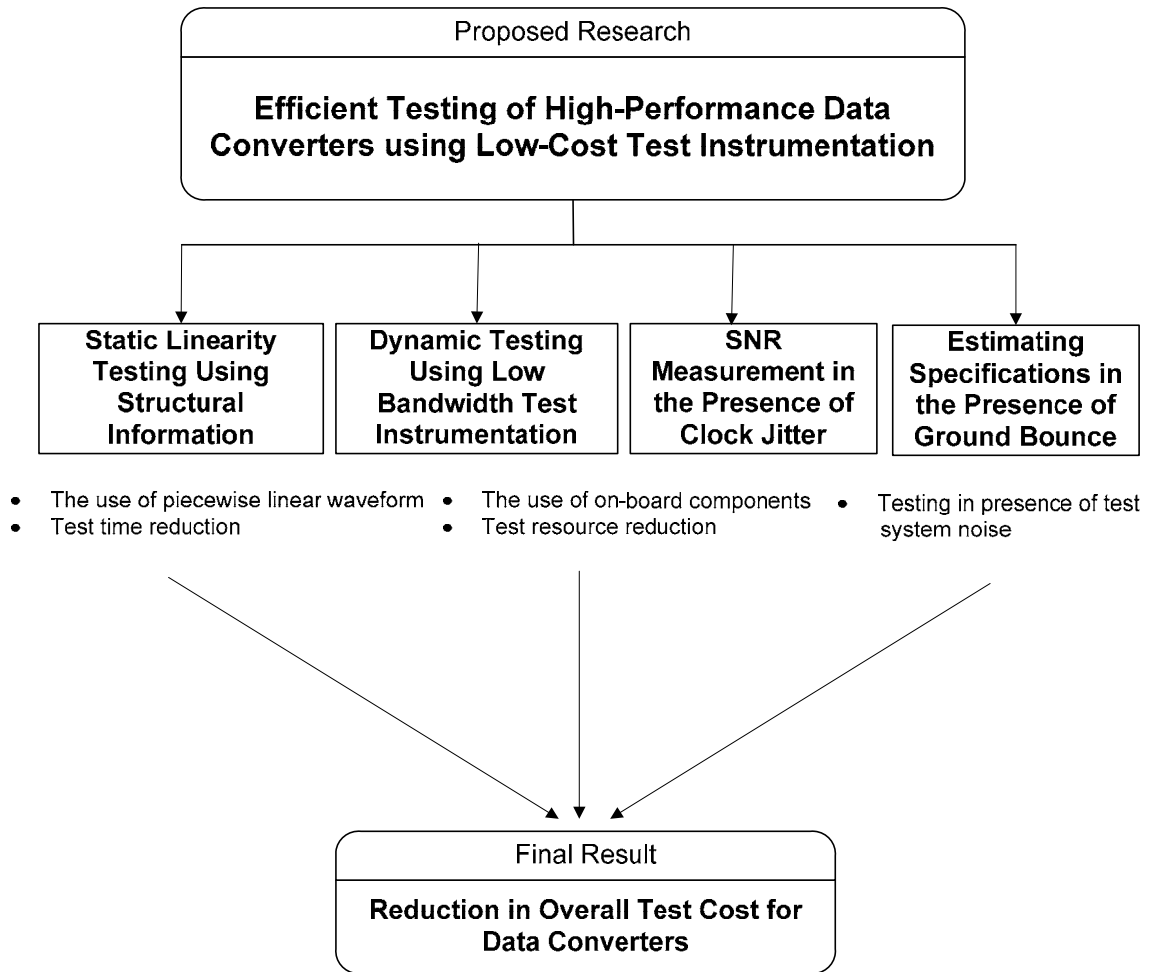 Proposed Research
Efficient Testing of High-Performance Data
Converters using Low-Cost Test Instrumentation
Static Linearity
Testing Using
Structural
Information
Dynamic Testing
Using Low
Bandwidth Test
Instrumentation
SNR
Measurement in
the Presence of
Clock Jitter
Estimating
Specifications in
the Presence of
Ground Bounce
• The use of piecewise linear waveform
• Test time reduction
• The use of on-board components
• Test resource reduction
• Testing in presence of test
system noise
Final Result
Reduction in Overall Test Cost for
Data Converters